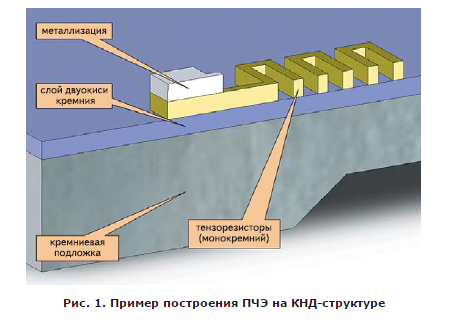 металлизация
слой двуокиси
кремния
кремниевая
подложка
тензорезисторы
(монокремний)
Рис. 1. Пример построения ПЧЭ на КНД-структуре